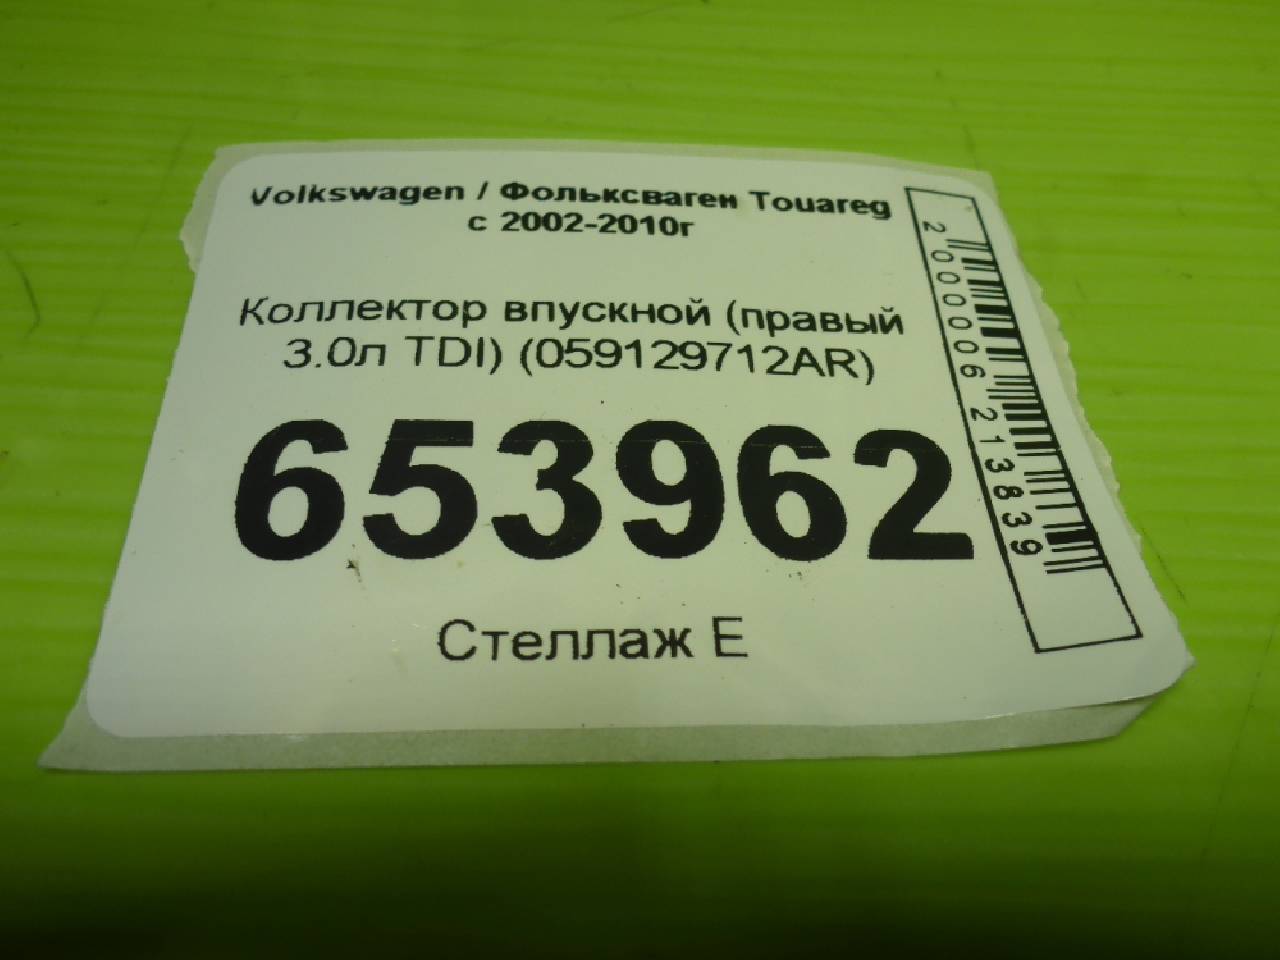 Volkswagen / Фольксваген Touareg
с 2002-2010г
Коллектор впускной (правый
3.0л TDI) (059129712AR)
653962
Стеллаж Е
2000006213839